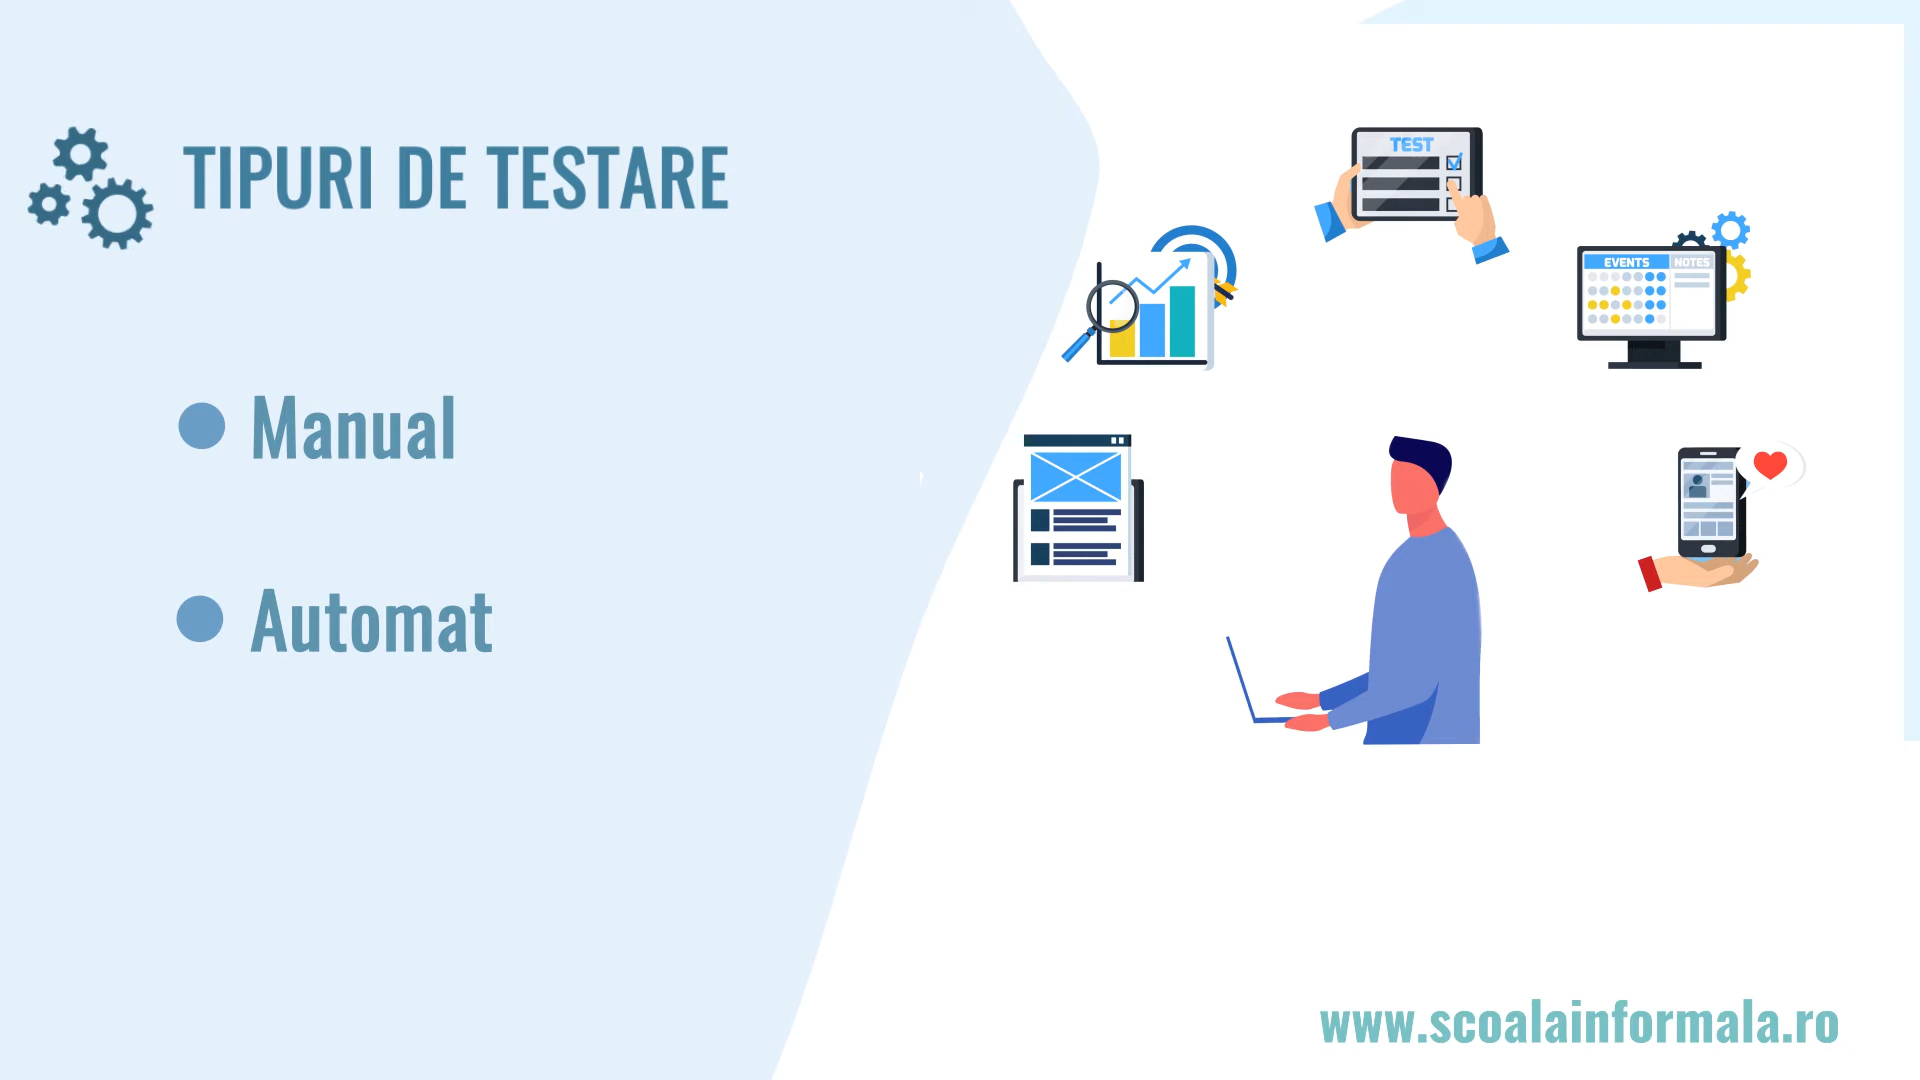 TIPURI DE TESTARE
Manual
Automat
TEST
EVENTS
NOTES
www.scoalainformala.ro